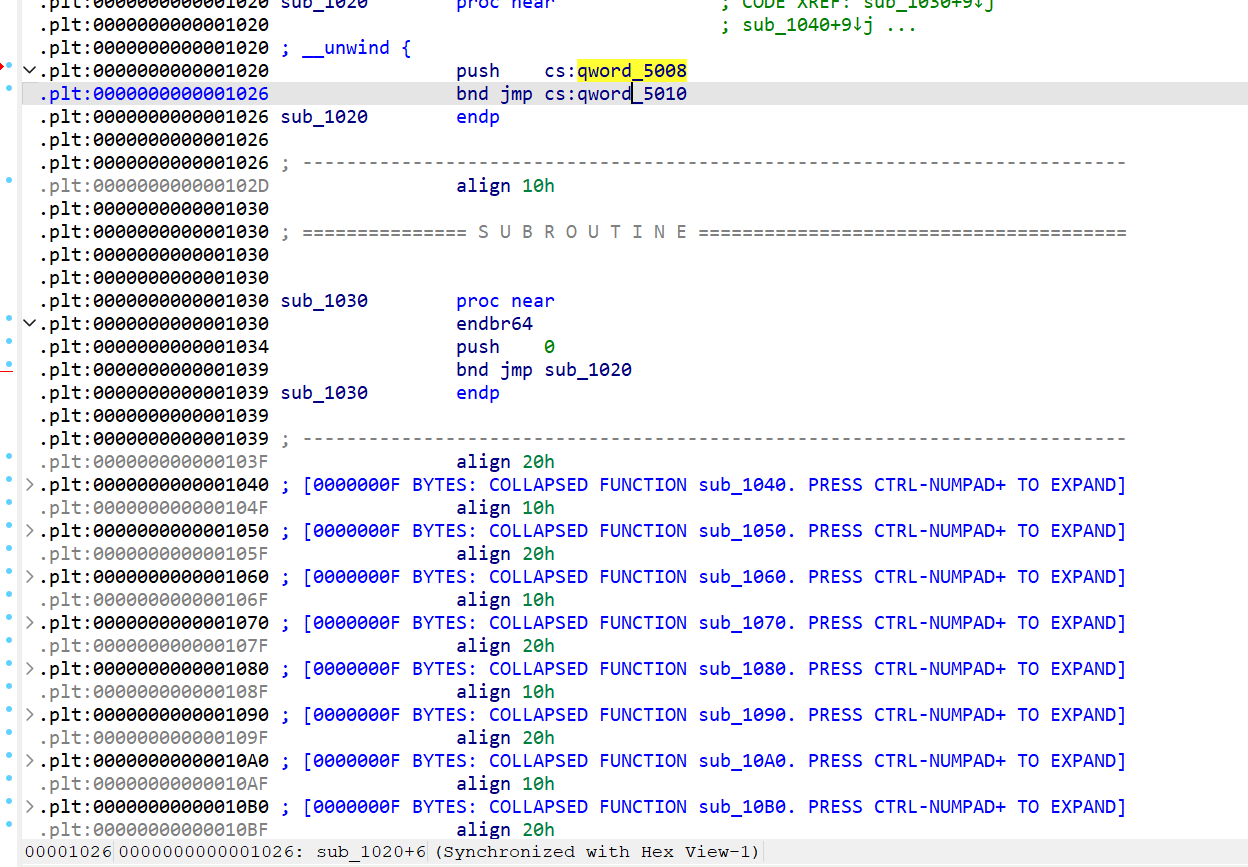 .plt:0000000000001020 sub_1020 proc near ; CODE XREF: sub_1030+9↓j
.plt:0000000000001020 ; sub_1040+9↓j ...
.plt:0000000000001020 ; __unwind {
.plt:0000000000001020 push cs:qword_5008
.plt:0000000000001026 bnd jmp cs:qword_5010
.plt:0000000000001026 sub_1020 endp
.plt:0000000000001026
.plt:0000000000001026 ; ---------------------------------------------------------------------------
.plt:000000000000102D align 10h
.plt:0000000000001030
.plt:0000000000001030 ; =============== S U B R O U T I N E =======================================
.plt:0000000000001030
.plt:0000000000001030
.plt:0000000000001030 sub_1030 proc near
.plt:0000000000001030 endbr64
.plt:0000000000001034 push 0
.plt:0000000000001039 bnd jmp sub_1020
.plt:0000000000001039 sub_1030 endp
.plt:0000000000001039
.plt:0000000000001039 ; ---------------------------------------------------------------------------
.plt:000000000000103F align 20h
.plt:0000000000001040 ; [0000000F BYTES: COLLAPSED FUNCTION sub_1040. PRESS CTRL-NUMPAD+ TO EXPAND]
.plt:000000000000104F align 10h
.plt:0000000000001050 ; [0000000F BYTES: COLLAPSED FUNCTION sub_1050. PRESS CTRL-NUMPAD+ TO EXPAND]
.plt:000000000000105F align 20h
.plt:0000000000001060 ; [0000000F BYTES: COLLAPSED FUNCTION sub_1060. PRESS CTRL-NUMPAD+ TO EXPAND]
.plt:000000000000106F align 10h
.plt:0000000000001070 ; [0000000F BYTES: COLLAPSED FUNCTION sub_1070. PRESS CTRL-NUMPAD+ TO EXPAND]
.plt:000000000000107F align 20h
.plt:0000000000001080 ; [0000000F BYTES: COLLAPSED FUNCTION sub_1080. PRESS CTRL-NUMPAD+ TO EXPAND]
.plt:000000000000108F align 10h
.plt:0000000000001090 ; [0000000F BYTES: COLLAPSED FUNCTION sub_1090. PRESS CTRL-NUMPAD+ TO EXPAND]
.plt:000000000000109F align 20h
.plt:00000000000010A0 ; [0000000F BYTES: COLLAPSED FUNCTION sub_10A0. PRESS CTRL-NUMPAD+ TO EXPAND]
.plt:00000000000010AF align 10h
.plt:00000000000010B0 ; [0000000F BYTES: COLLAPSED FUNCTION sub_10B0. PRESS CTRL-NUMPAD+ TO EXPAND]
.plt:00000000000010BF align 20h
00001026 0000000000001026: sub_1020+6 (Synchronized with Hex View-1)